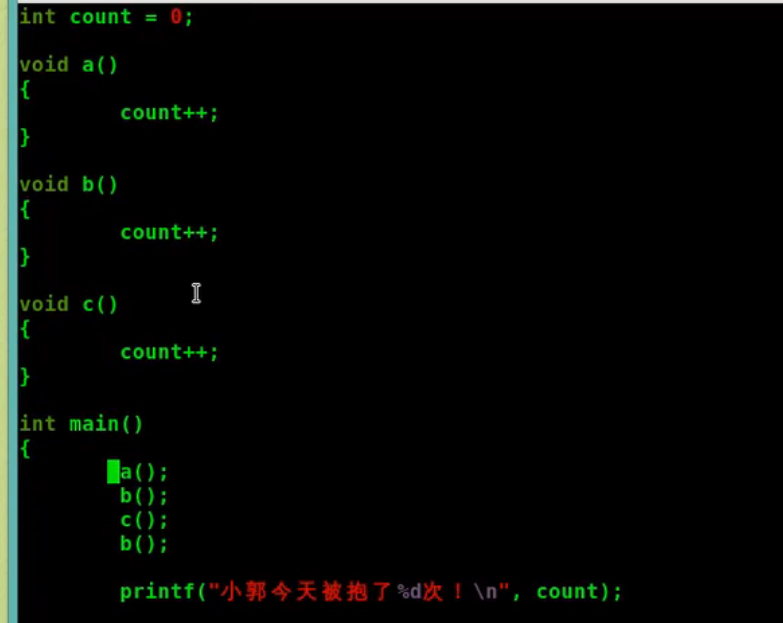 int count = 0;
void a()
{
count++;
}
void b()
{
count++;
}
void c()
{
count++;
}
int main()
{
a();
b();
c();
b();
printf("小郭今天被抱了%d次！\n", count);